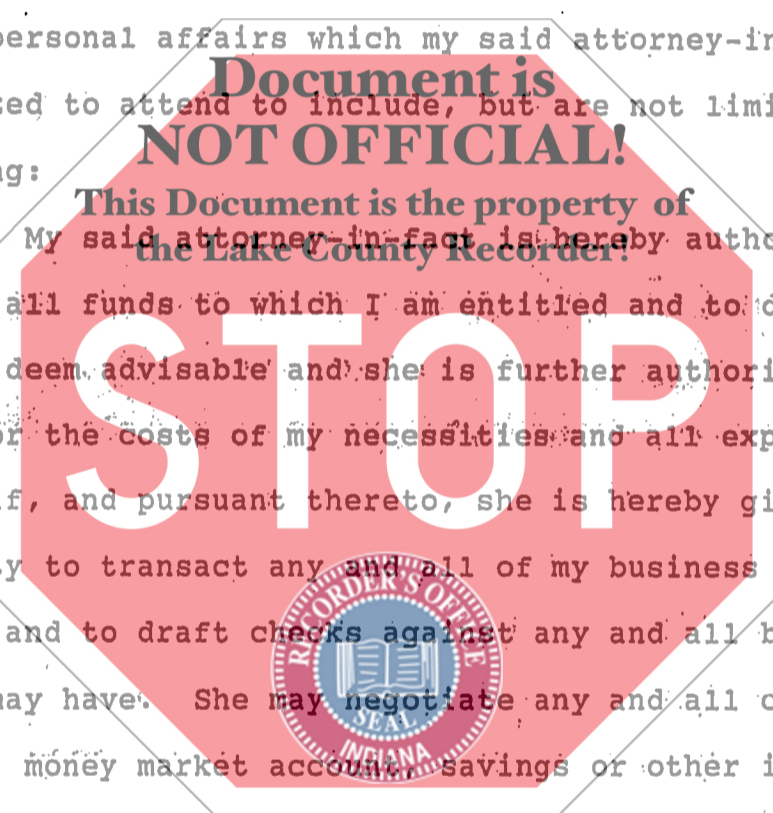 personal affairs which my said attorney-in
Document is
ted to attend to include, but are not limi
NOT OFFICIAL!
ng:
This Document is the property of
My said attorney-in-fact is hereby autho
the Lake County Recorder!
all funds to which I am entitled and to d
STOP
deem advisable and she is further authori
or the costs of my necessities and all exp
lf, and pursuant thereto, she is hereby gi
y to transact any and all of my business
RECORDER'S OFFICE
and to draft checks against any and all b
may have. She may negotiate any and all c
SEAL
INDIANA
money market account, savings or other i